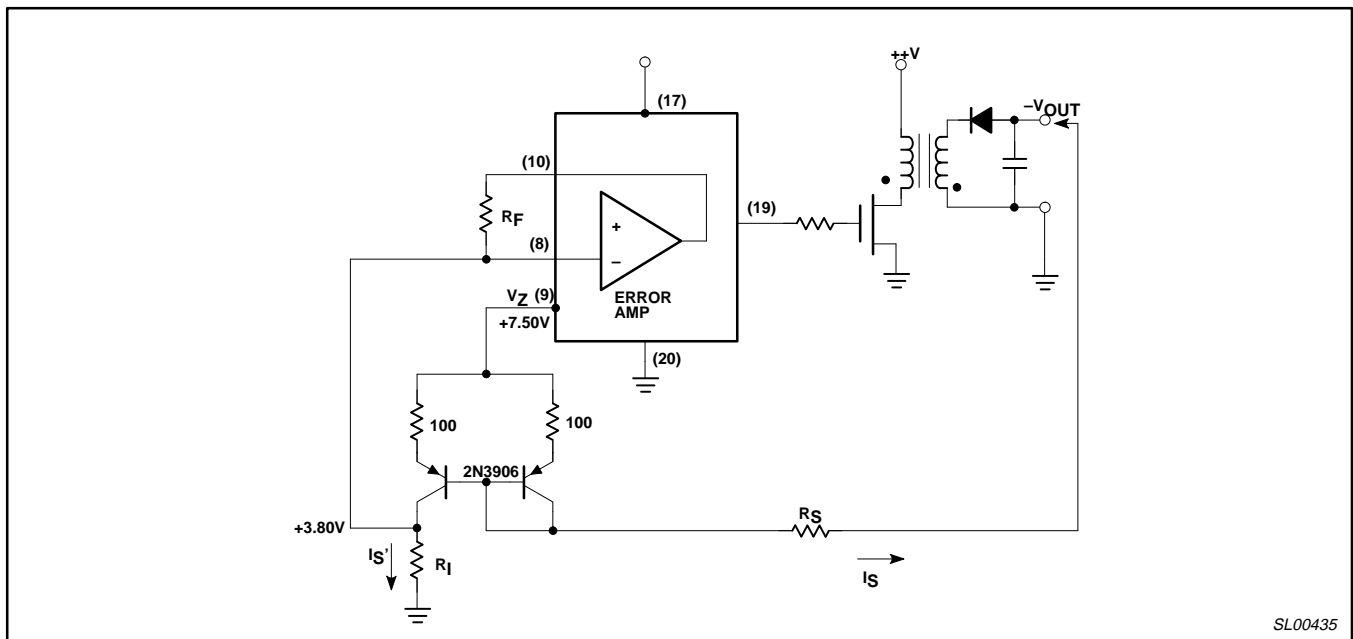 ++V
(17)
–VOUT
(10)
RF
(19)
(8)
+
–
VZ (9)
ERROR
AMP
+7.50V
(20)
100
100
2N3906
+3.80V
RS
IS'
RI
IS
SL00435